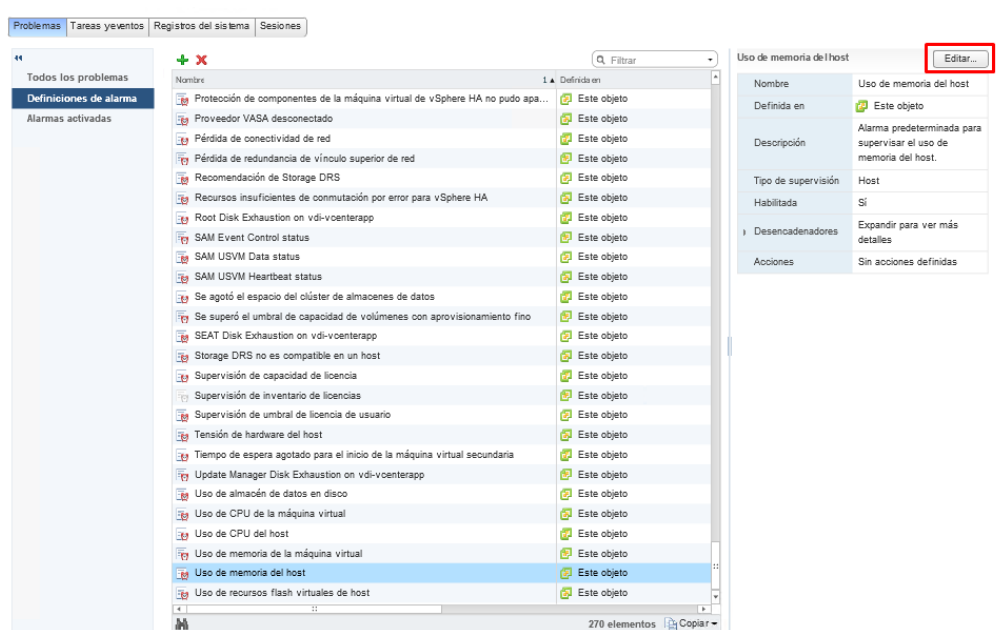 Problemas Tareas y eventos Registros del sistema Sesiones
Todos los problemas
Definiciones de alarma
Alarmas activadas
Filtrar
Nombre 1 Definida en
Protección de componentes de la máquina virtual de vSphere HA no pudo apa... Este objeto
Proveedor VASA desconectado Este objeto
Pérdida de conectividad de red Este objeto
Pérdida de redundancia de vínculo superior de red Este objeto
Recomendación de Storage DRS Este objeto
Recursos insuficientes de conmutación por error para vSphere HA Este objeto
Root Disk Exhaustion on vdi-vcenterapp Este objeto
SAM Event Control status Este objeto
SAM USVM Data status Este objeto
SAM USVM Heartbeat status Este objeto
Se agotó el espacio del clúster de almacenes de datos Este objeto
Se superó el umbral de capacidad de volúmenes con aprovisionamiento fino Este objeto
SEAT Disk Exhaustion on vdi-vcenterapp Este objeto
Storage DRS no es compatible en un host Este objeto
Supervisión de capacidad de licencia Este objeto
Supervisión de inventario de licencias Este objeto
Supervisión de umbral de licencia de usuario Este objeto
Tensión de hardware del host Este objeto
Tiempo de espera agotado para el inicio de la máquina virtual secundaria Este objeto
Update Manager Disk Exhaustion on vdi-vcenterapp Este objeto
Uso de almacén de datos en disco Este objeto
Uso de CPU de la máquina virtual Este objeto
Uso de CPU del host Este objeto
Uso de memoria de la máquina virtual Este objeto
Uso de memoria del host Este objeto
Uso de recursos flash virtuales de host Este objeto
270 elementos Copiar
Uso de memoria del host Editar...
Nombre Uso de memoria del host
Definida en Este objeto
Descripción Alarma predeterminada para
supervisar el uso de
memoria del host.
Tipo de supervisión Host
Habilitada Sí
Desencadenadores Expandir para ver más
detalles
Acciones Sin acciones definidas